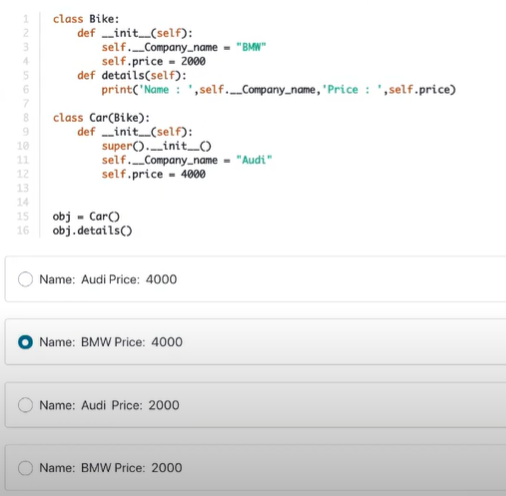 1 class Bike:
2     def __init__(self):
3         self.__Company_name = "BMW"
4         self.price = 2000
5     def details(self):
6         print('Name : ',self.__Company_name,'Price : ',self.price)
7
8 class Car(Bike):
9     def __init__(self):
10         super().__init__()
11         self.__Company_name = "Audi"
12         self.price = 4000
13
14
15 obj = Car()
16 obj.details()
Name: Audi Price: 4000
Name: BMW Price: 4000
Name: Audi Price: 2000
Name: BMW Price: 2000